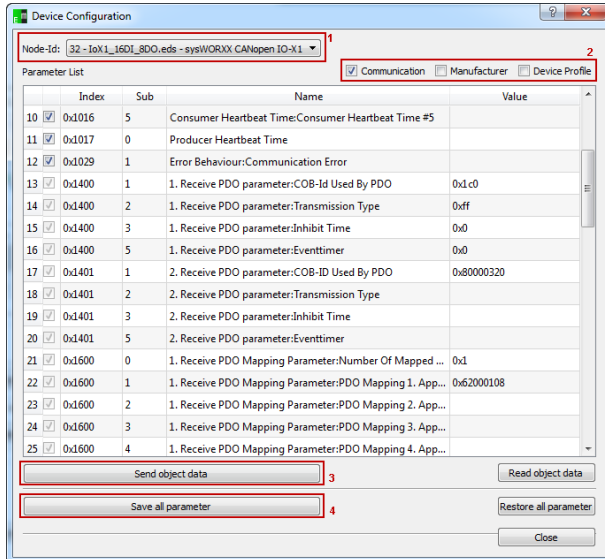 Device Configuration
?
1
Node-Id: 32 - IoX1_16DI_8DO.eds - sysWORXX CANopen IO-X1
2
Parameter List Communication Manufacturer Device Profile
Index Sub Name Value
10 0x1016 5 Consumer Heartbeat Time:Consumer Heartbeat Time #5
11 0x1017 0 Producer Heartbeat Time
12 0x1029 1 Error Behaviour:Communication Error
13 0x1400 1 1. Receive PDO parameter:COB-Id Used By PDO 0x1c0
14 0x1400 2 1. Receive PDO parameter:Transmission Type 0xff
15 0x1400 3 1. Receive PDO parameter:Inhibit Time 0x0
16 0x1400 5 1. Receive PDO parameter:Eventtimer 0x0
17 0x1401 1 2. Receive PDO parameter:COB-ID Used By PDO 0x80000320
18 0x1401 2 2. Receive PDO parameter:Transmission Type
19 0x1401 3 2. Receive PDO parameter:Inhibit Time
20 0x1401 5 2. Receive PDO parameter:Eventtimer
21 0x1600 0 1. Receive PDO Mapping Parameter:Number Of Mapped ... 0x1
22 0x1600 1 1. Receive PDO Mapping Parameter:PDO Mapping 1. App... 0x62000108
23 0x1600 2 1. Receive PDO Mapping Parameter:PDO Mapping 2. App...
24 0x1600 3 1. Receive PDO Mapping Parameter:PDO Mapping 3. App...
25 0x1600 4 1. Receive PDO Mapping Parameter:PDO Mapping 4. App...
Send object data 3 Read object data
Save all parameter 4 Restore all parameter
Close